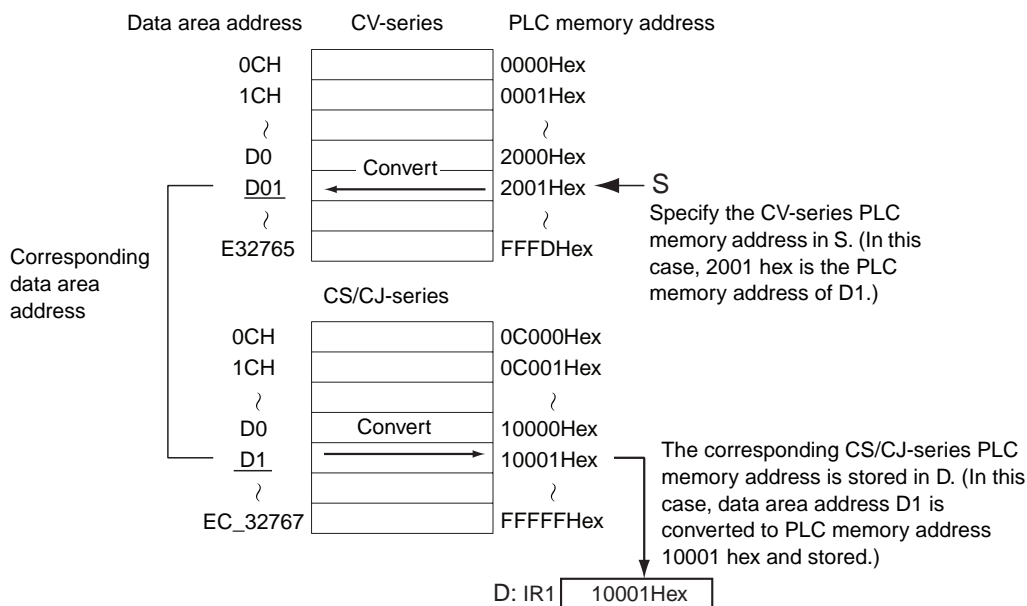 Data area address CV-series PLC memory address
0CH 0000Hex
1CH 0001Hex
~ ~
D0 2000Hex
Convert
D01 2001Hex S
Specify the CV-series PLC
memory address in S. (In this
case, 2001 hex is the PLC
memory address of D1.)
~ ~
E32765 FFFDHex
Corresponding
data area
address
CS/CJ-series
0CH 0C000Hex
1CH 0C001Hex
~ ~
D0 Convert 10000Hex
D1 10001Hex
~ ~
EC_32767 FFFFFHex
The corresponding CS/CJ-series PLC
memory address is stored in D. (In this
case, data area address D1 is
converted to PLC memory address
10001 hex and stored.)
D: IR1 10001Hex